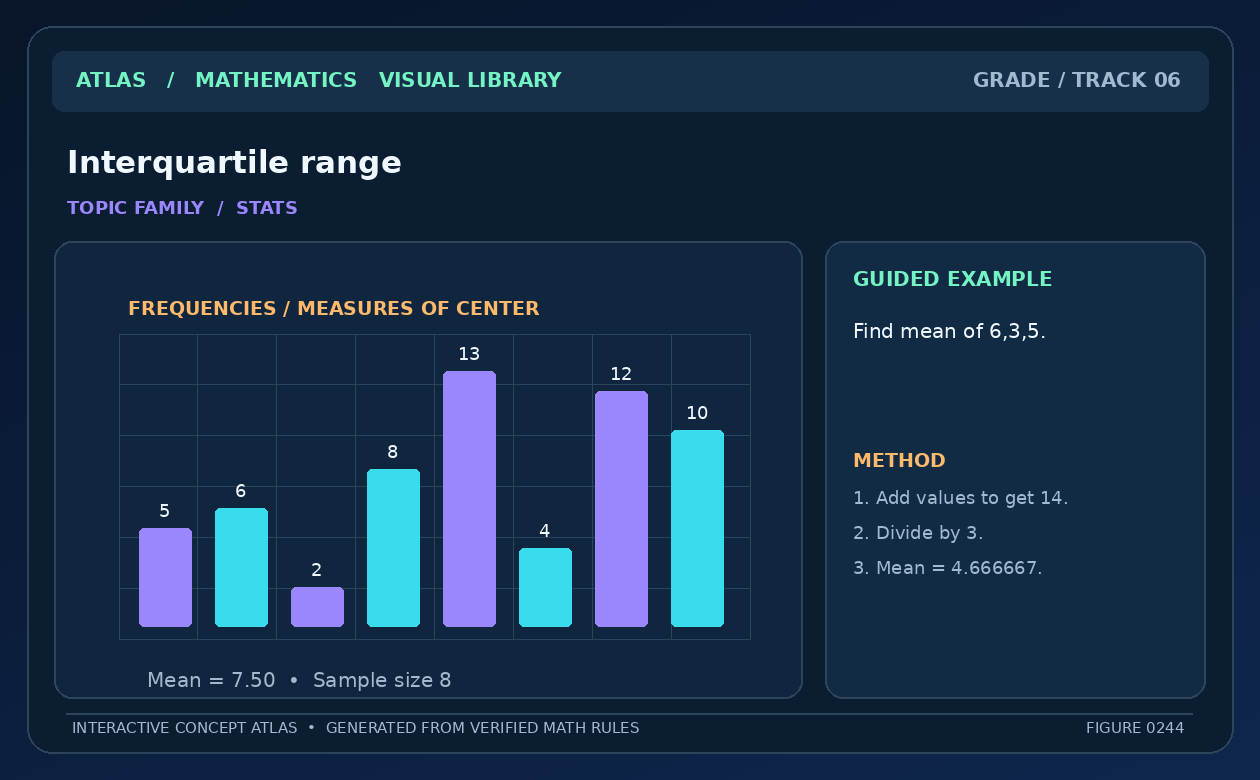 ATLAS / MATHEMATICS VISUAL LIBRARY
GRADE / TRACK 06
Interquartile range
TOPIC FAMILY / STATS
FREQUENCIES / MEASURES OF CENTER
5
6
2
8
13
4
12
10
Mean = 7.50 • Sample size 8
GUIDED EXAMPLE
Find mean of 6,3,5.
METHOD
1. Add values to get 14.
2. Divide by 3.
3. Mean = 4.666667.
INTERACTIVE CONCEPT ATLAS • GENERATED FROM VERIFIED MATH RULES
FIGURE 0244